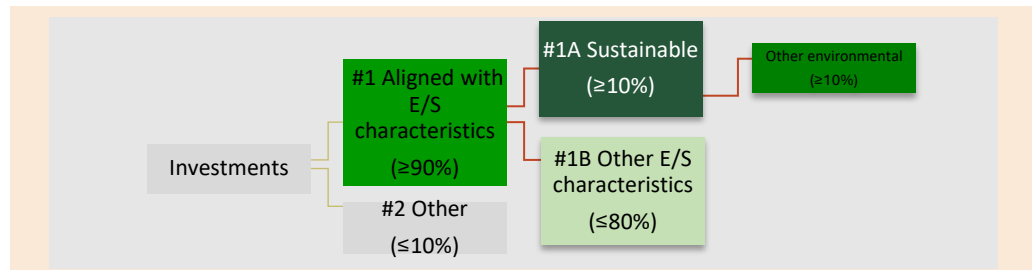 Investments
#1 Aligned with
E/S
characteristics
(≥90%)
#2 Other
(≤10%)
#1A Sustainable
(≥10%)
#1B Other E/S
characteristics
(≤80%)
Other environmental
(≥10%)